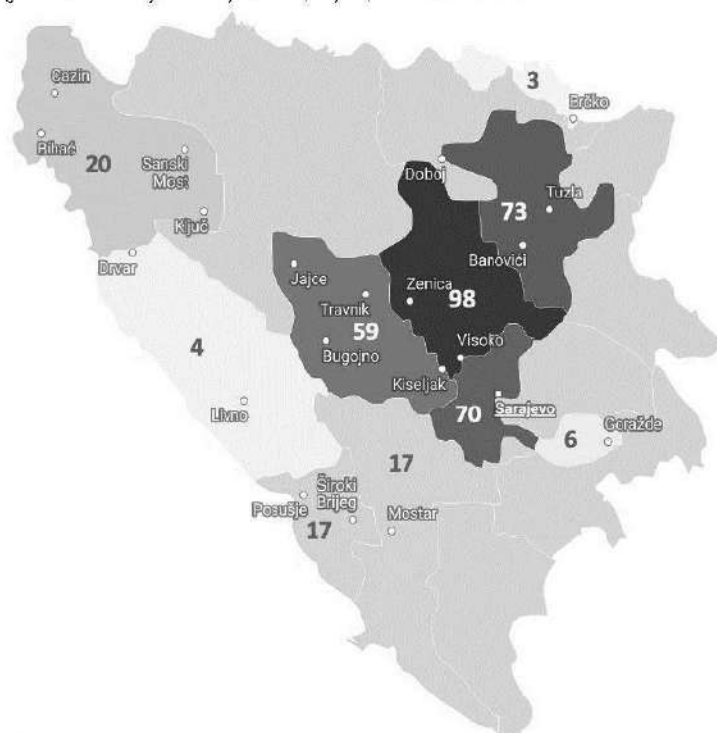 3
Cazin
Brčko
Bihać
20
Sanski
Most
Doboj
73
Tuzla
Ključ
Banovići
Drvar
Jajce
Zenica
98
Travnik
59
4
Bugojno
Visoko
Kiseljak
Livno
70
Sarajevo
6
Goražde
17
Široki
Brijeg
Posušje
17
Mostar